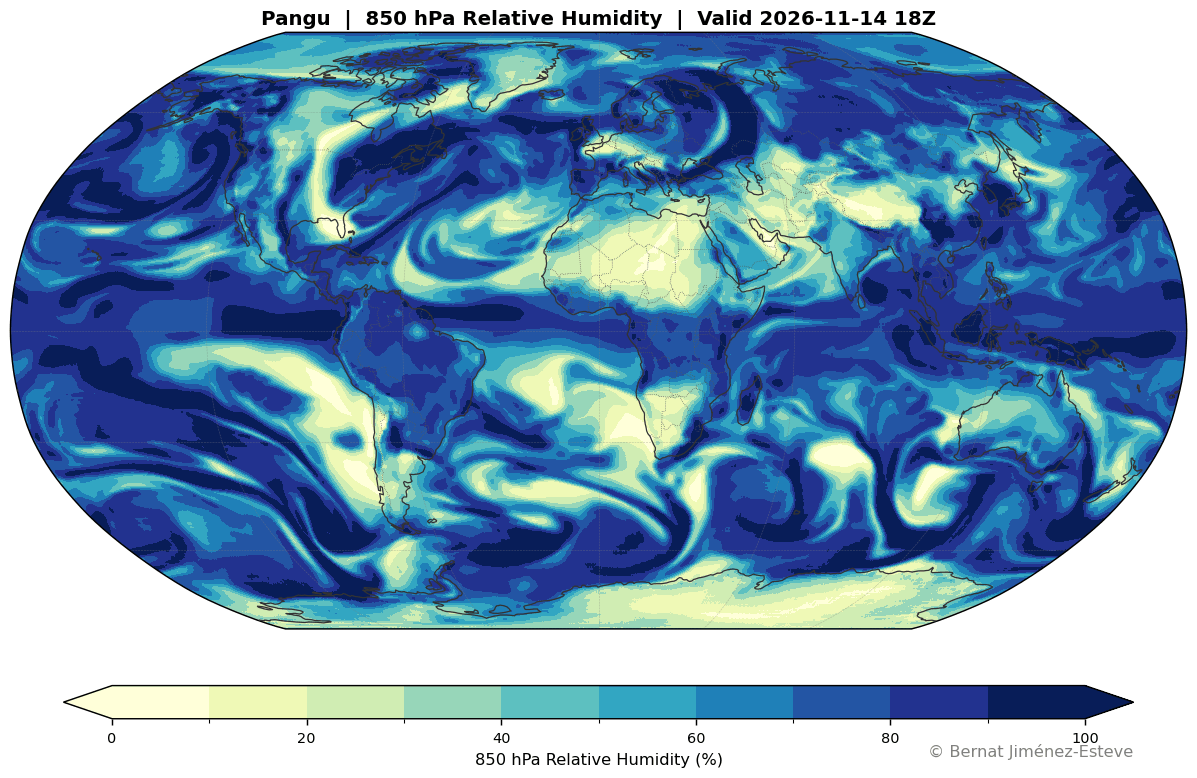 Pangu | 850 hPa Relative Humidity | Valid 2026-11-14 18Z
0 20 40 60 80 100
850 hPa Relative Humidity (%)
© Bernat Jiménez-Esteve